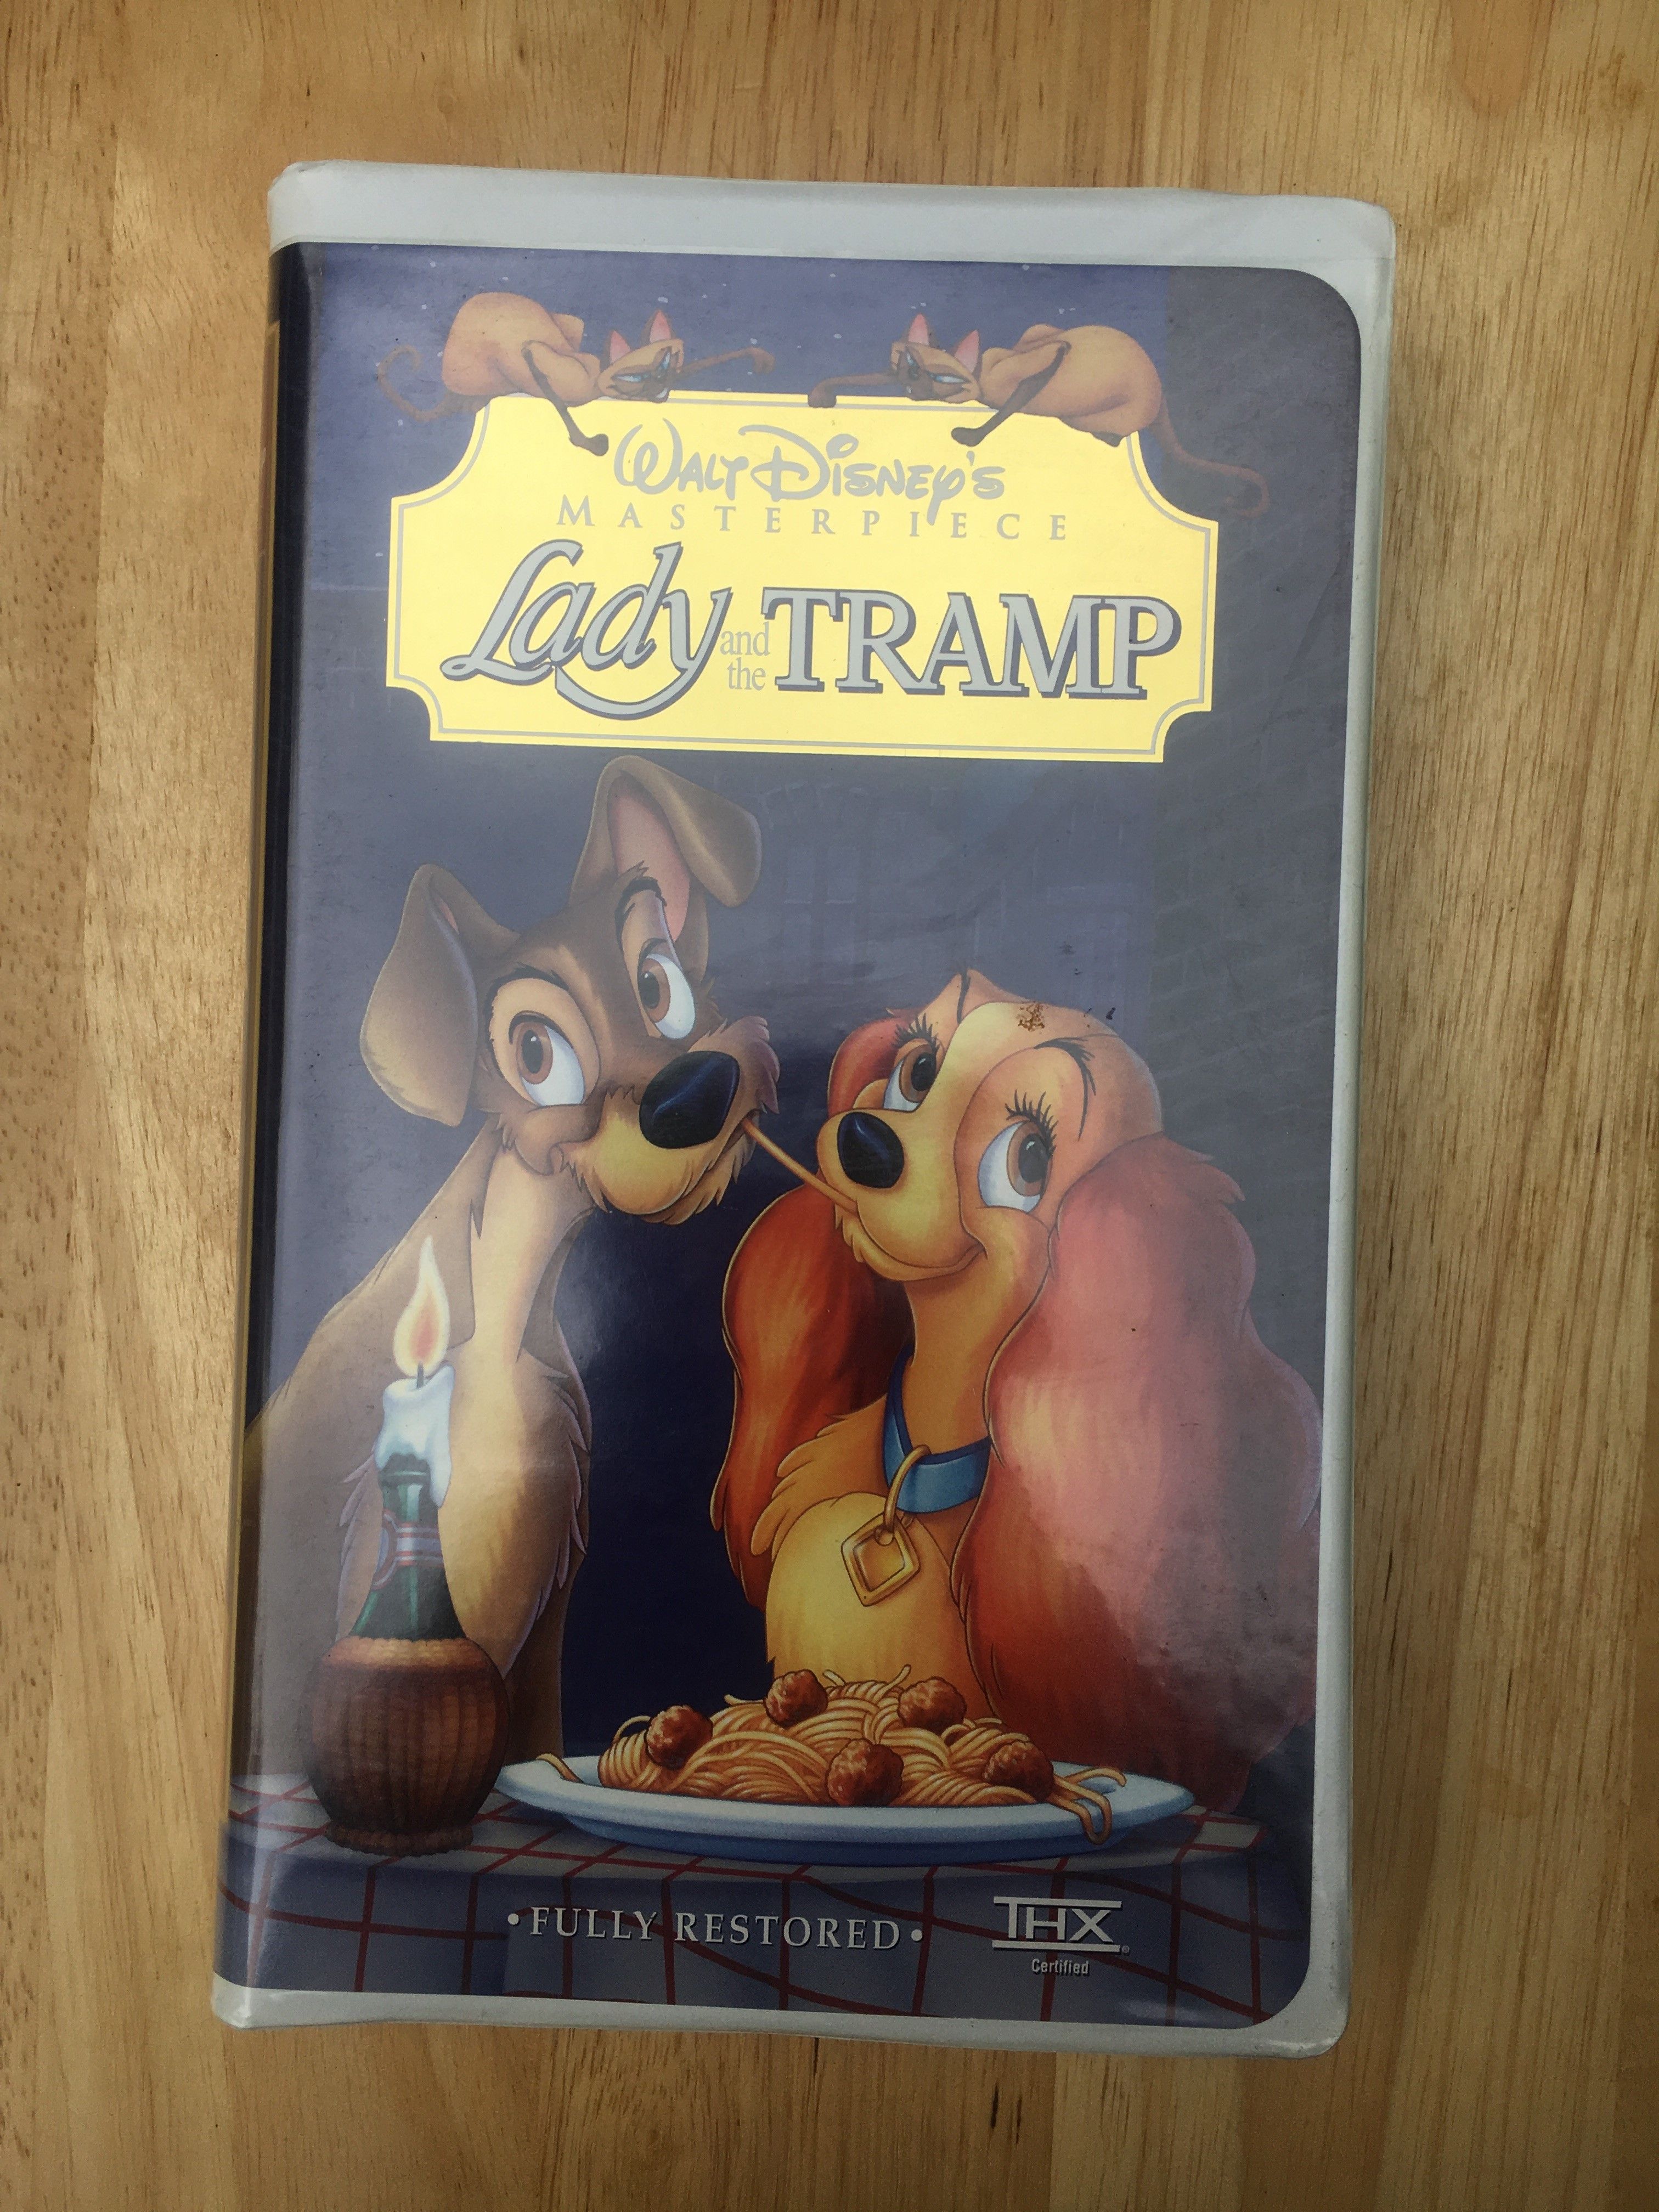 WALT DISNEY'S
MASTERPIECE
Lady and the TRAMP
• FULLY RESTORED •
THX
Certified